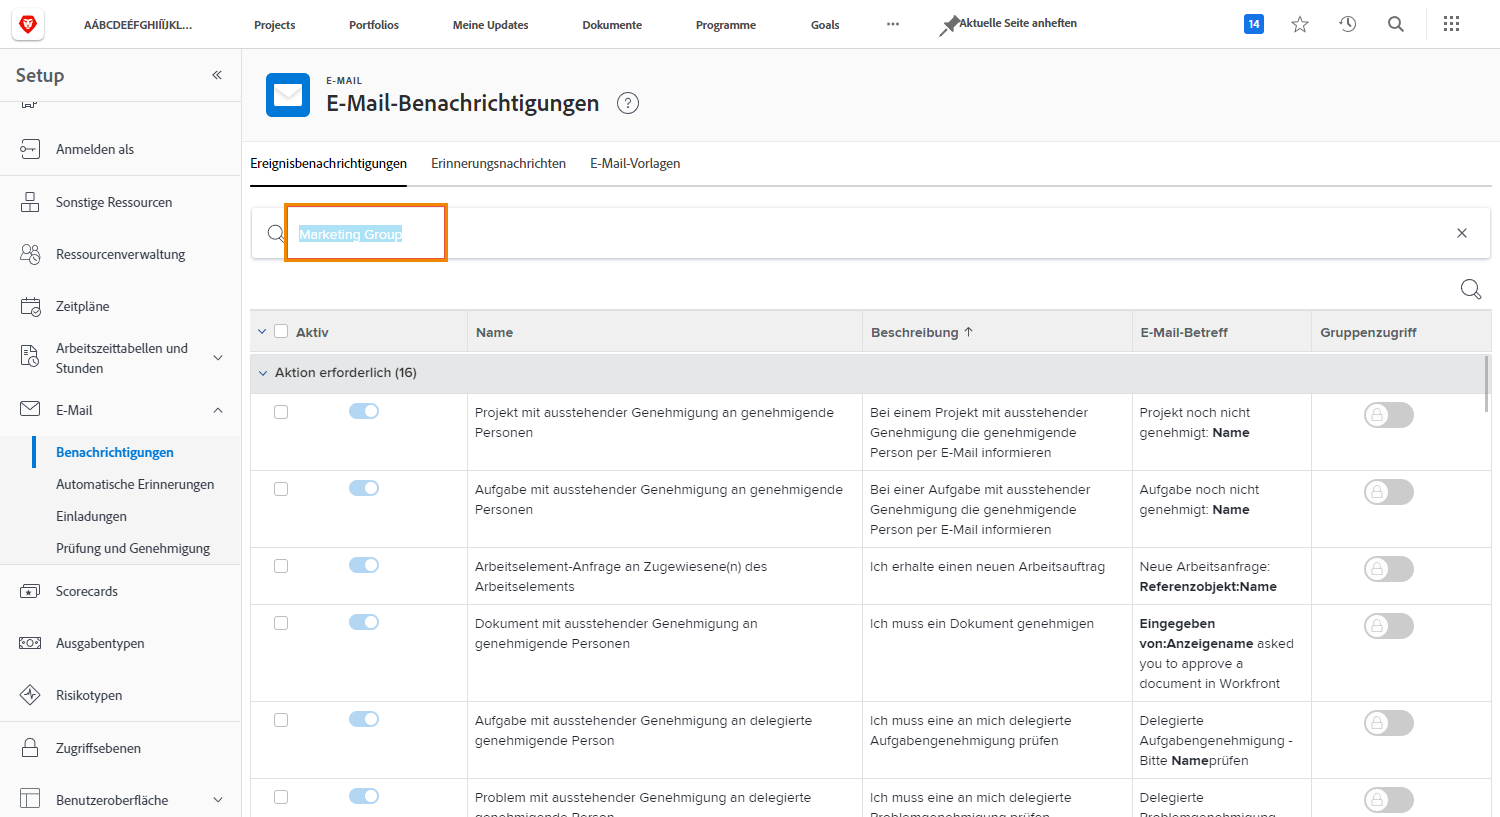 AÁBCDEÉFGHIÍÏJKL...
Projects
Portfolios
Meine Updates
Dokumente
Programme
Goals
Aktuelle Seite anheften
14
Setup
E-MAIL
E-Mail-Benachrichtigungen
?
Anmelden als
Sonstige Ressourcen
Ressourcenverwaltung
Zeitpläne
Arbeitszeittabellen und
Stunden
E-Mail
Benachrichtigungen
Automatische Erinnerungen
Einladungen
Prüfung und Genehmigung
Scorecards
Ausgabentypen
Risikotypen
Zugriffsebenen
Benutzeroberfläche
Ereignisbenachrichtigungen
Erinnerungsnachrichten
E-Mail-Vorlagen
Marketing Group
Aktiv
Name
Beschreibung
E-Mail-Betreff
Gruppenzugriff
Aktion erforderlich (16)
Projekt mit ausstehender Genehmigung an genehmigende
Personen
Bei einem Projekt mit ausstehender
Genehmigung die genehmigende
Person per E-Mail informieren
Projekt noch nicht
genehmigt: Name
Aufgabe mit ausstehender Genehmigung an genehmigende
Personen
Bei einer Aufgabe mit ausstehender
Genehmigung die genehmigende
Person per E-Mail informieren
Aufgabe noch nicht
genehmigt: Name
Arbeitselement-Anfrage an Zugewiesene(n) des
Arbeitselements
Ich erhalte einen neuen Arbeitsauftrag
Neue Arbeitsanfrage:
Referenzobjekt:Name
Dokument mit ausstehender Genehmigung an
genehmigende Personen
Ich muss ein Dokument genehmigen
Eingegeben
von:Anzeigename asked
you to approve a
document in Workfront
Aufgabe mit ausstehender Genehmigung an delegierte
genehmigende Person
Ich muss eine an mich delegierte
Aufgabengenehmigung prüfen
Delegierte
Aufgabengenehmigung -
Bitte Nameprüfen
Problem mit ausstehender Genehmigung an delegierte
genehmigende Person
Ich muss eine an mich delegierte
Problemgenehmigung prüfen
Delegierte
Problemgenehmigung